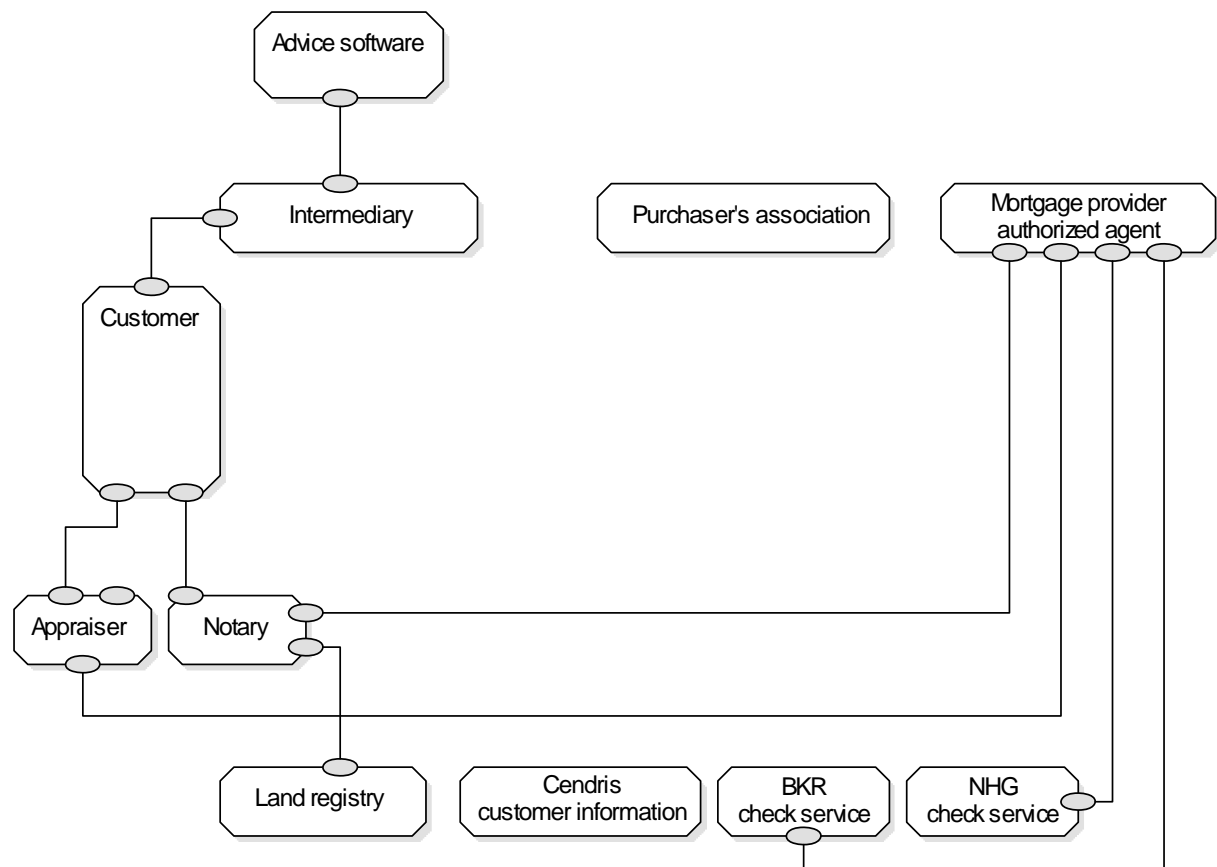 Advice software
Intermediary
Purchaser's association
Mortgage provider
authorized agent
Customer
Appraiser
Notary
Land registry
Cendris
customer information
BKR
check service
NHG
check service